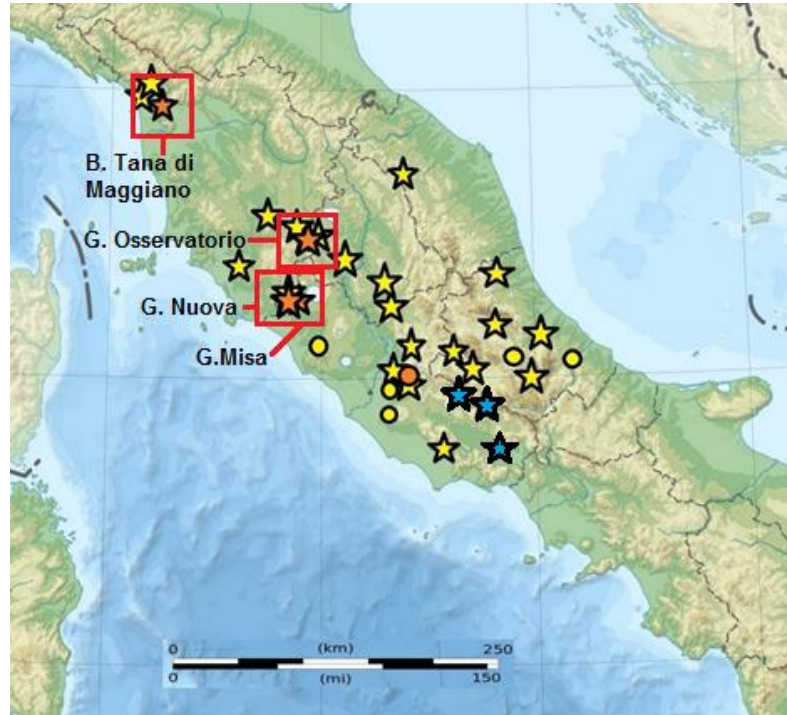 B. Tana di
Maggiano
G. Osservatorio
G. Nuova
G.Misa
0 (km) 250
0 (mi) 150